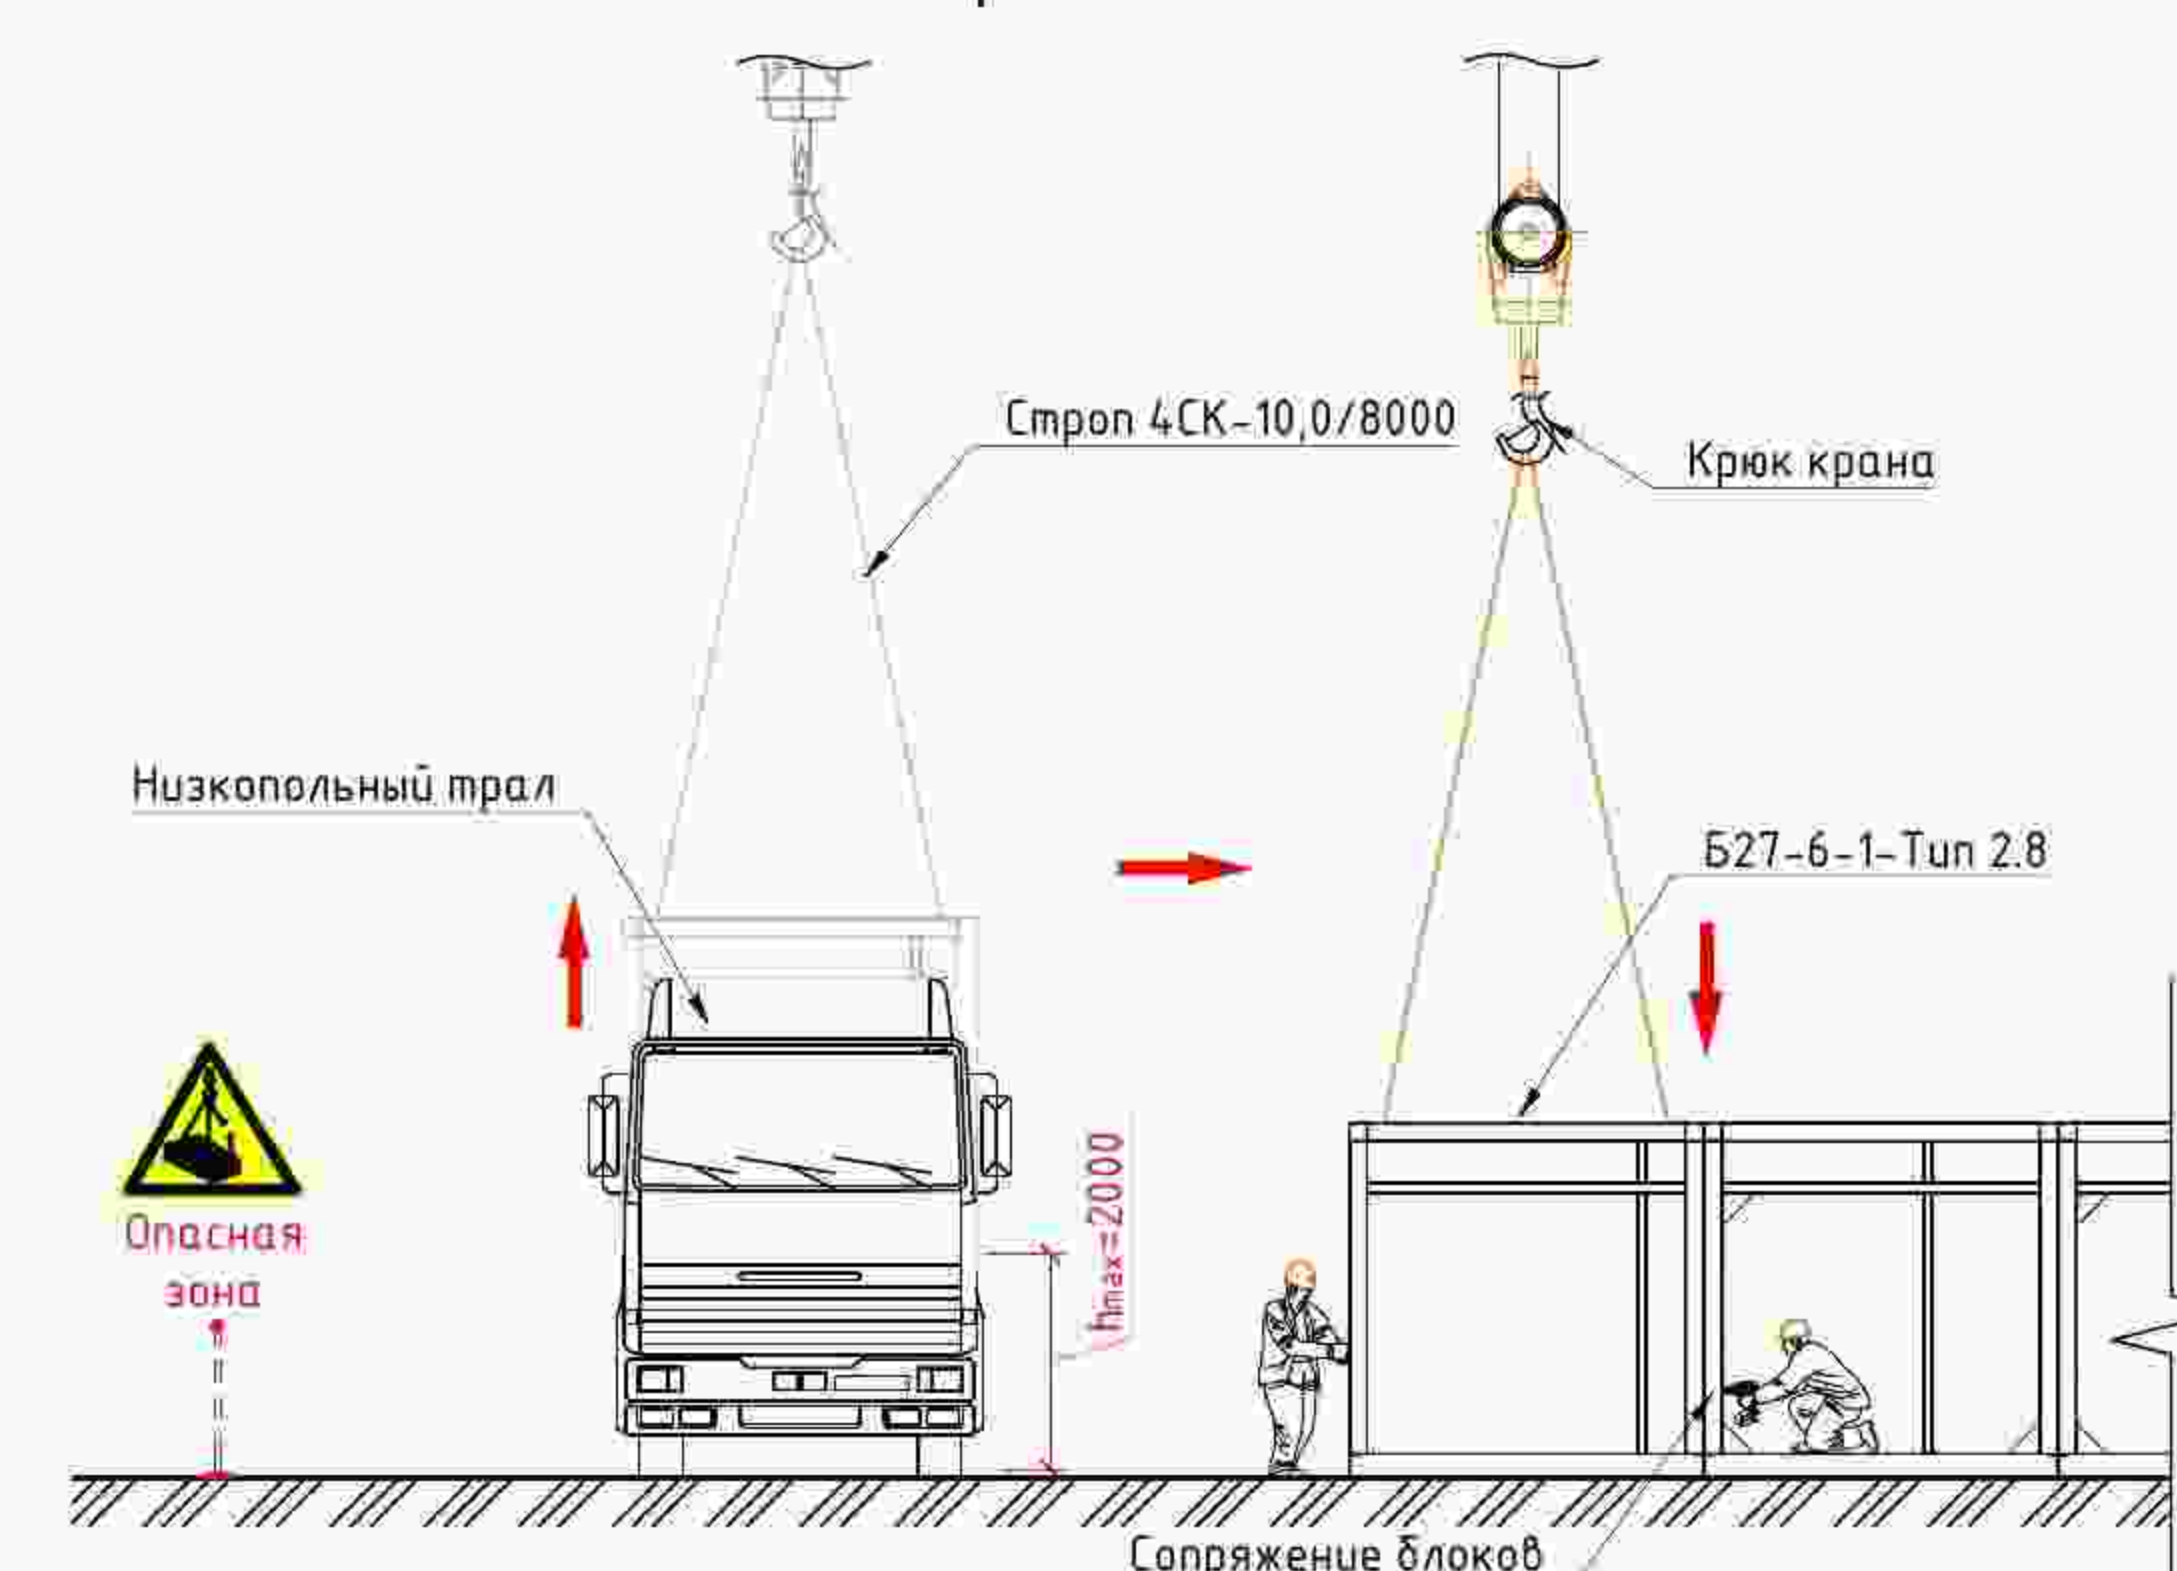 Строп 4СК-10,0/8000
Крюк крана
Низкопольный трал
Б27-6-1-Тип 2.8
hmax=2000
Опасная
зона
Сопряжение блоков